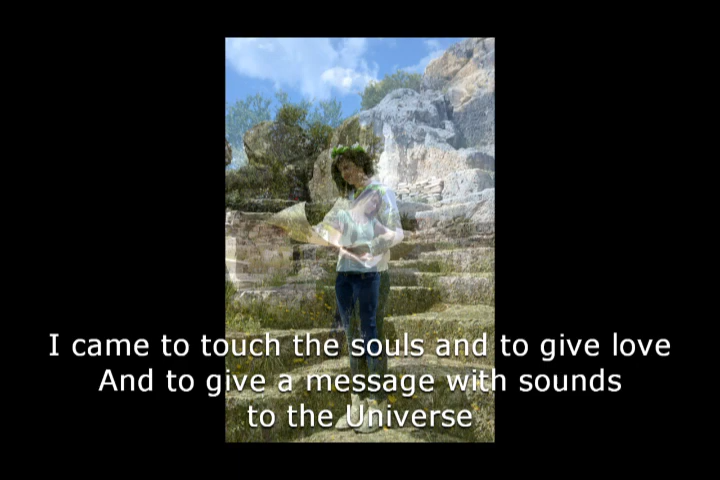 I came to touch the souls and to give love
And to give a message with sounds
to the Universe